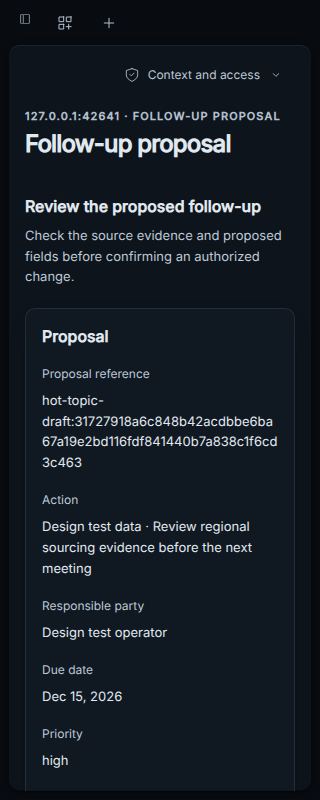 Context and access
127.0.0.1:42641 · FOLLOW-UP PROPOSAL
Follow-up proposal
Review the proposed follow-up
Check the source evidence and proposed
fields before confirming an authorized
change.
Proposal
Proposal reference
hot-topic-
draft:31727918a6c848b42acdbbe6ba
67a19e2bd116fdf841440b7a838c1f6cd
3c463
Action
Design test data · Review regional
sourcing evidence before the next
meeting
Responsible party
Design test operator
Due date
Dec 15, 2026
Priority
high